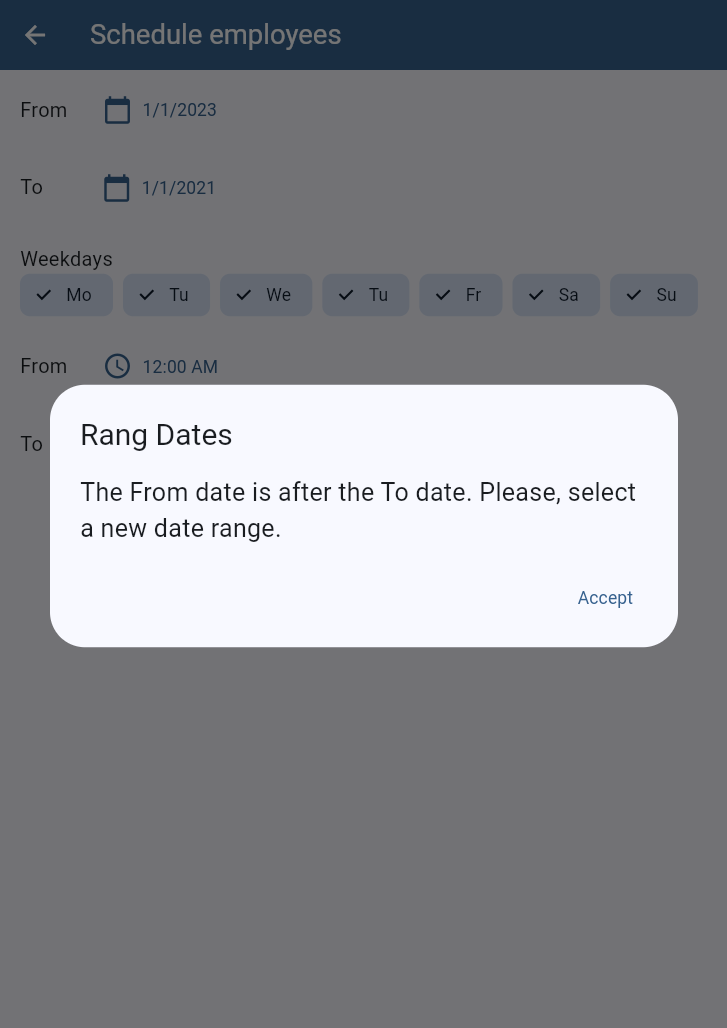 Schedule employees
From 1/1/2023
To 1/1/2021
Weekdays
Mo Tu We Tu Fr Sa Su
From 12:00 AM
To
Rang Dates
The From date is after the To date. Please, select
a new date range.
Accept